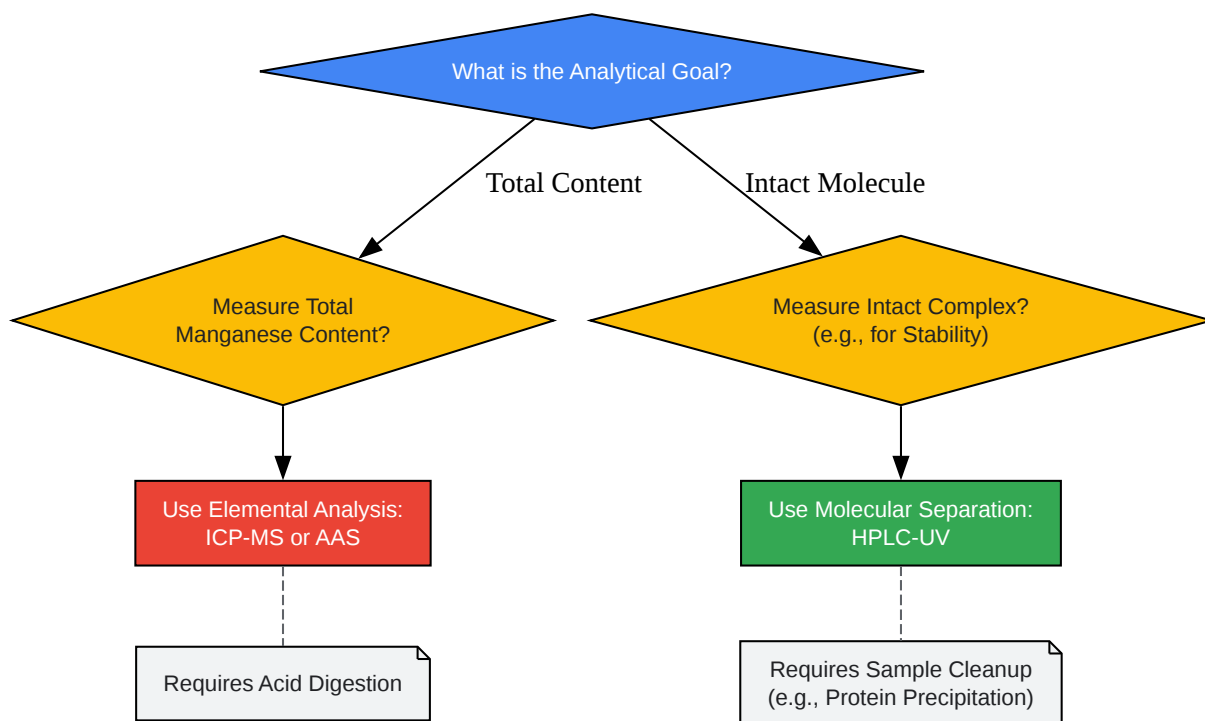 What is the Analytical Goal?
Total Content
Intact Molecule
Measure Total
Manganese Content?
Measure Intact Complex?
(e.g., for Stability)
Use Elemental Analysis:
ICP-MS or AAS
Use Molecular Separation:
HPLC-UV
Requires Acid Digestion
Requires Sample Cleanup
(e.g., Protein Precipitation)